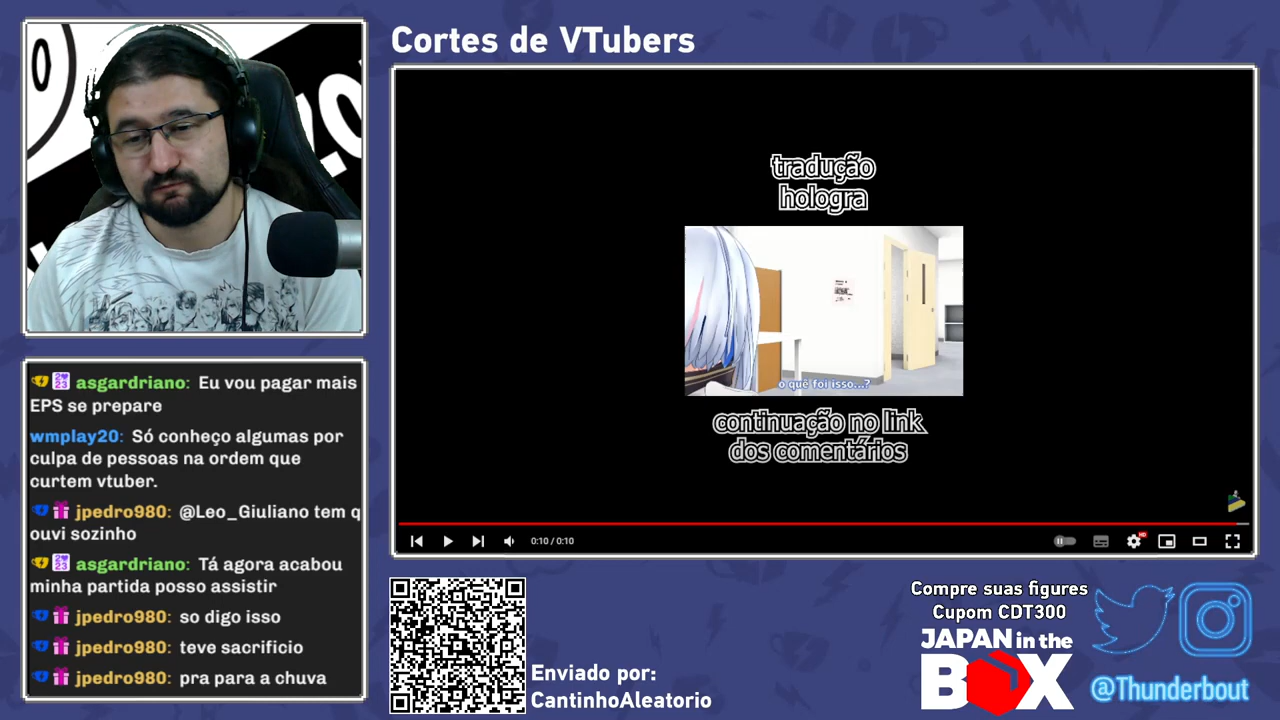 Cortes de VTubers
tradução
hologra
o quê foi isso...?
continuação no link
dos comentários
0:10 / 0:10
HD
asgardriano: Eu vou pagar mais
EPS se prepare
wmplay20: Só conheço algumas por
culpa de pessoas na ordem que
curtem vtuber.
jpedro980: @Leo_Giuliano tem q
ouvi sozinho
asgardriano: Tá agora acabou
minha partida posso assistir
jpedro980: so digo isso
jpedro980: teve sacrificio
jpedro980: pra para a chuva
Enviado por:
CantinhoAleatorio
Compre suas figures
Cupom CDT300
JAPAN in the
BOX
@Thunderbout